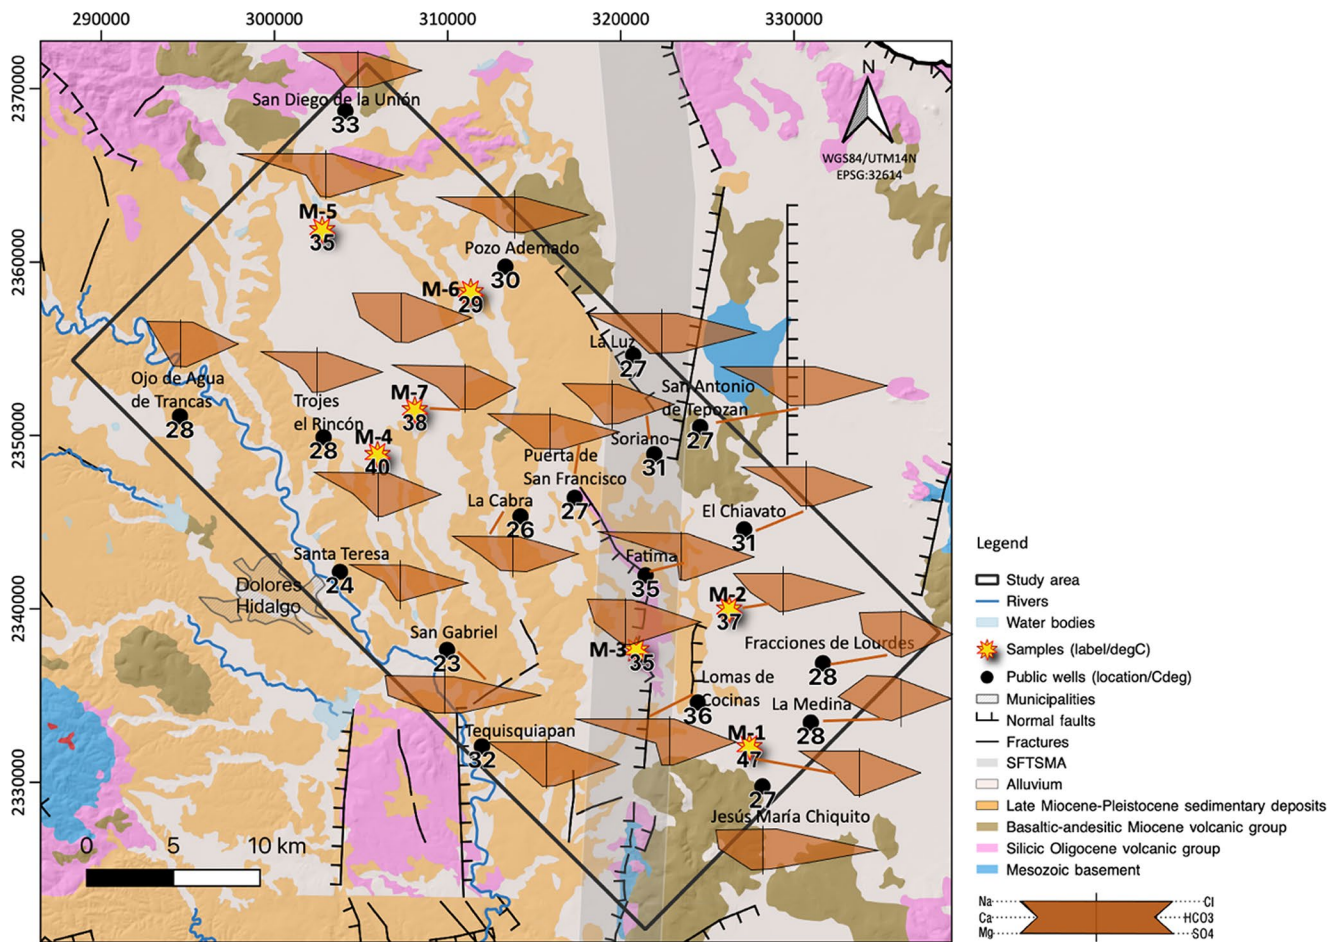 290000
300000
310000
320000
330000
2370000
2360000
2350000
2340000
2330000
N
WGS84/UTM14N
EPSG:32614
San Diego de la Unión
33
M-5
35
Pozo Ademado
30
M-6
29
La Luz
27
Ojo de Agua
de Trancas
28
Trojes
el Rincón
28
M-7
38
M-4
40
San Antonio
de Tepozan
27
Soriano
31
Puerta de
San Francisco
27
La Cabra
26
El Chiavato
31
Santa Teresa
24
Dolores
Hidalgo
Fatima
35
M-2
37
San Gabriel
23
M-3
35
Fracciones de Lourdes
28
Lomas de
Cocinas
36
La Medina
28
Tequisquiapan
32
M-1
47
27
Jesús María Chiquito
0 5 10 km
Legend
Study area
Rivers
Water bodies
Samples (label/degC)
Public wells (location/Cdeg)
Municipalities
Normal faults
Fractures
SFTSMA
Alluvium
Late Miocene-Pleistocene sedimentary deposits
Basaltic-andesitic Miocene volcanic group
Silicic Oligocene volcanic group
Mesozoic basement
Na Cl
Ca HCO3
Mg SO4